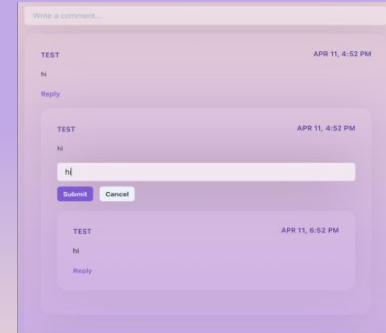 Write a comment...
TEST APR 11, 4:52 PM
hi
Reply
TEST APR 11, 4:52 PM
hi
hi
Submit Cancel
TEST APR 11, 6:52 PM
hi
Reply